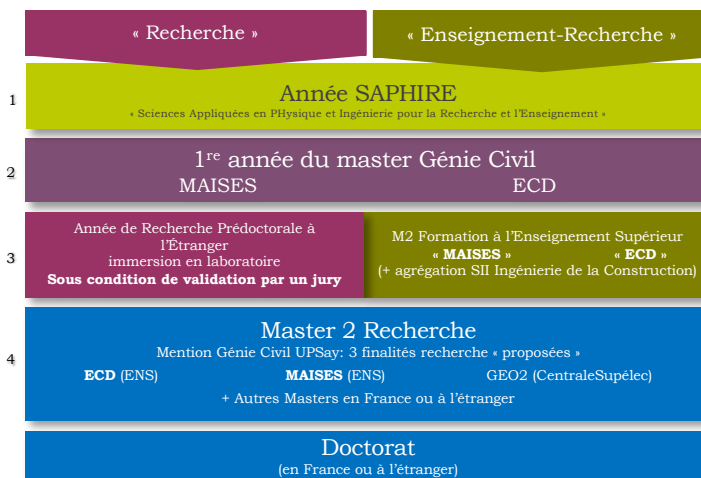 « Recherche »
« Enseignement-Recherche »
1
Année SAPHIRE
« Sciences Appliquées en PHysique et Ingénierie pour la Recherche et l'Enseignement »
2
1re année du master Génie Civil
MAISES
ECD
3
Année de Recherche Prédoctorale à
l'Étranger
immersion en laboratoire
Sous condition de validation par un jury
M2 Formation à l'Enseignement Supérieur
« MAISES »
« ECD »
(+ agrégation SII Ingénierie de la Construction)
4
Master 2 Recherche
Mention Génie Civil UPSay: 3 finalités recherche « proposées »
ECD (ENS)
MAISES (ENS)
GEO2 (CentraleSupélec)
+ Autres Masters en France ou à l'étranger
Doctorat
(en France ou à l'étranger)